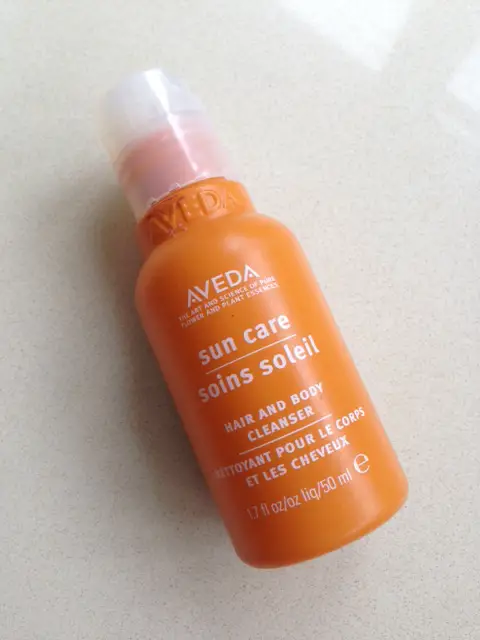 AVEDA
AVEDA
THE ART AND SCIENCE OF PURE
FLOWER AND PLANT ESSENCES
sun care
soins soleil
HAIR AND BODY
CLEANSER
NETTOYANT POUR LE CORPS
ET LES CHEVEUX
1.7 fl oz/oz liq/50 ml ℮